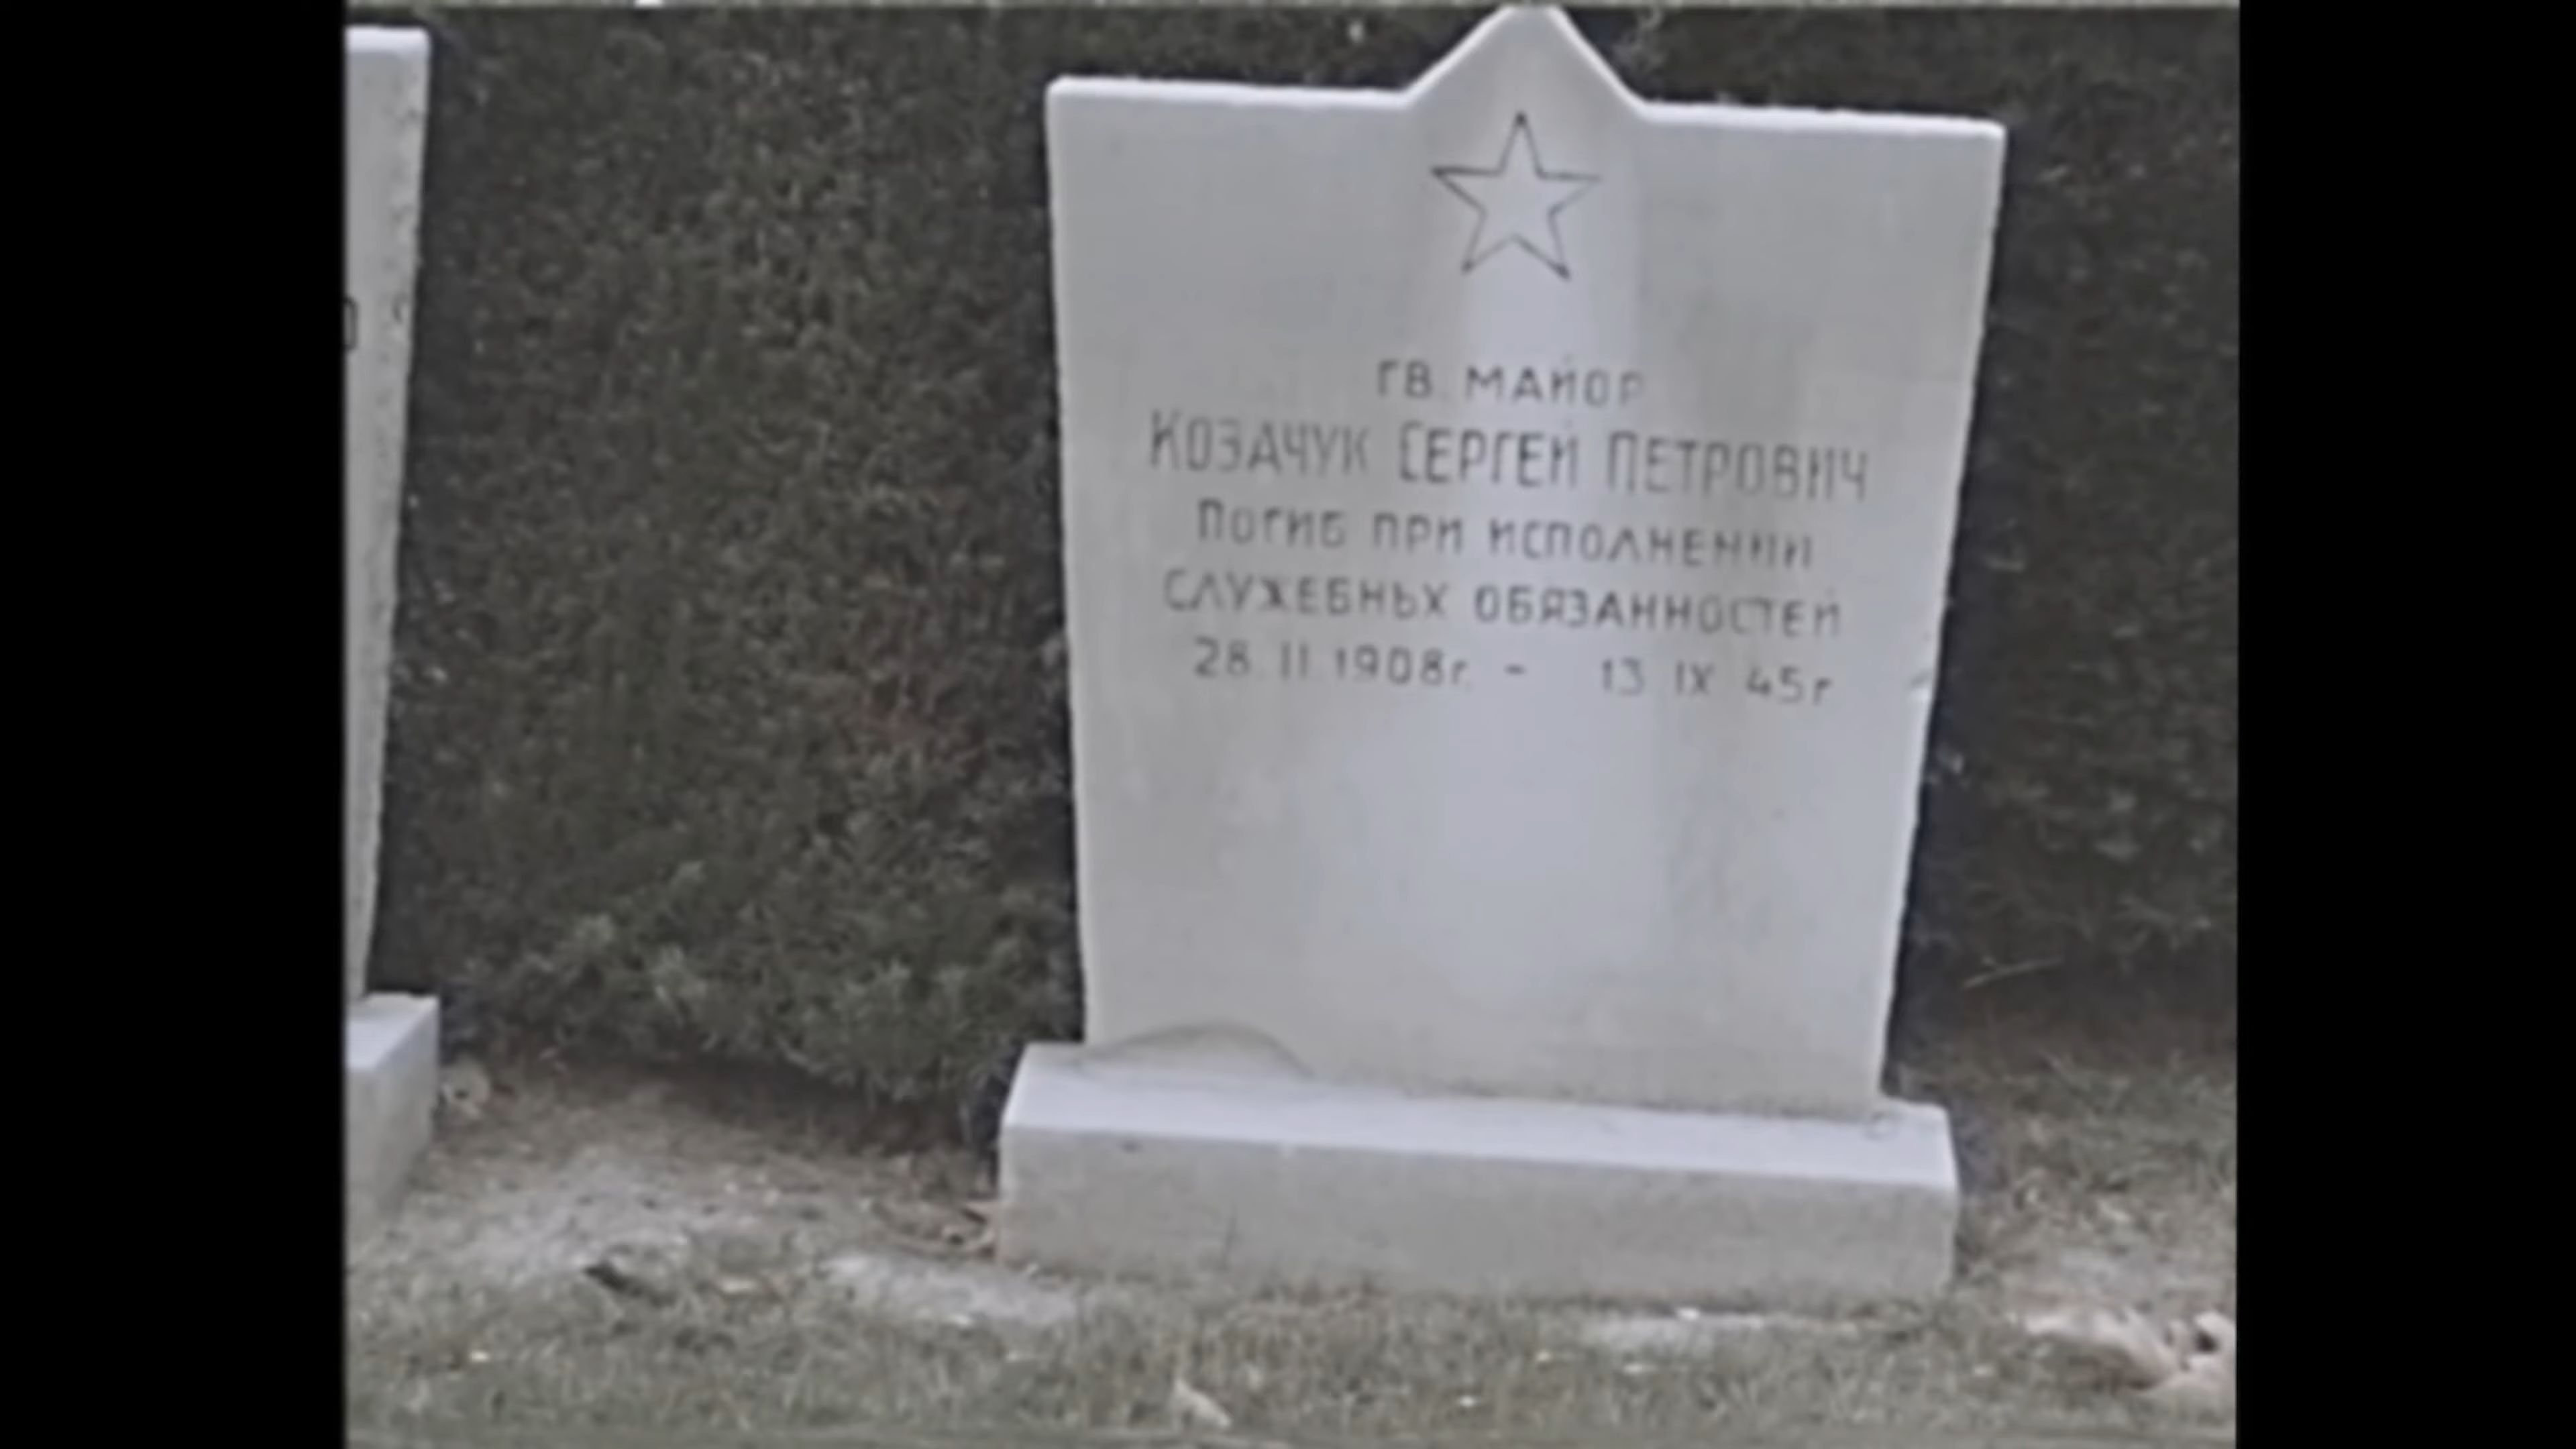 ГВ. МАЙОР
КОЗАЧУК СЕРГЕЙ ПЕТРОВИЧ
ПОГИБ ПРИ ИСПОЛНЕНИИ
СЛУЖЕБНЫХ ОБЯЗАННОСТЕЙ
28. II 1908г. - 13 IX 45г